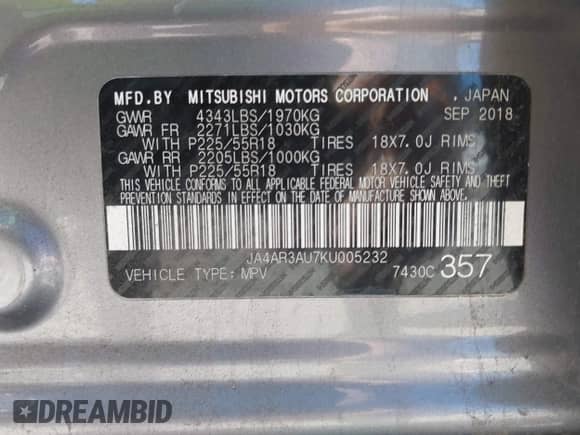 MFD.BY MITSUBISHI MOTORS CORPORATION , JAPAN
GVWR 4343LBS/1970KG SEP 2018
GAWR FR 2271LBS/1030KG
WITH P225/55R18 TIRES 18X7.0J RIMS
GAWR RR 2205LBS/1000KG
WITH P225/55R18 TIRES 18X7.0J RIMS
THIS VEHICLE CONFORMS TO ALL APPLICABLE FEDERAL MOTOR VEHICLE SAFETY AND THEFT
PREVENTION STANDARDS IN EFFECT ON THE DATE OF MANUFACTURE SHOWN ABOVE.
JA4AR3AU7KU005232
VEHICLE TYPE:MPV 7430C 357
DREAMBID